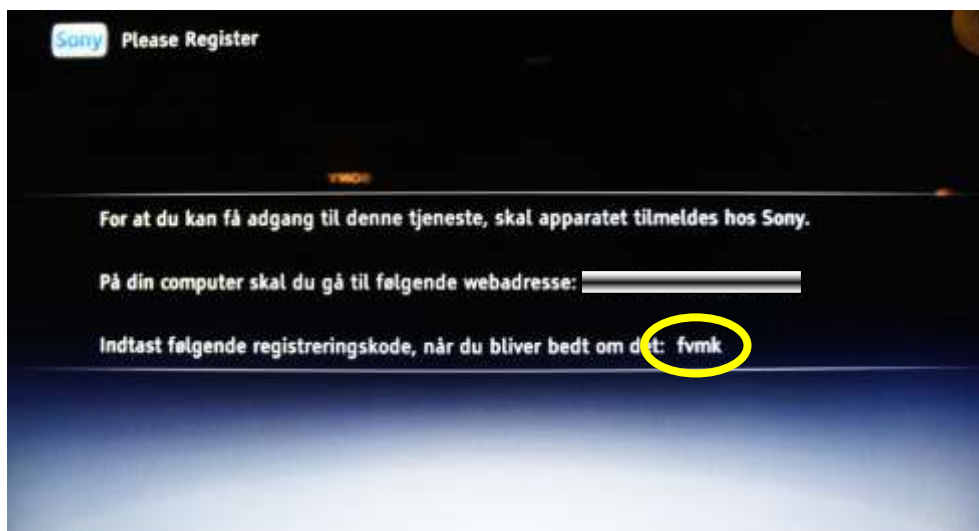 Sony Please Register
SONY
For at du kan få adgang til denne tjeneste, skal apparatet tilmeldes hos Sony.
På din computer skal du gå til følgende webadresse:
Indtast følgende registreringskode, når du bliver bedt om det: fvmk